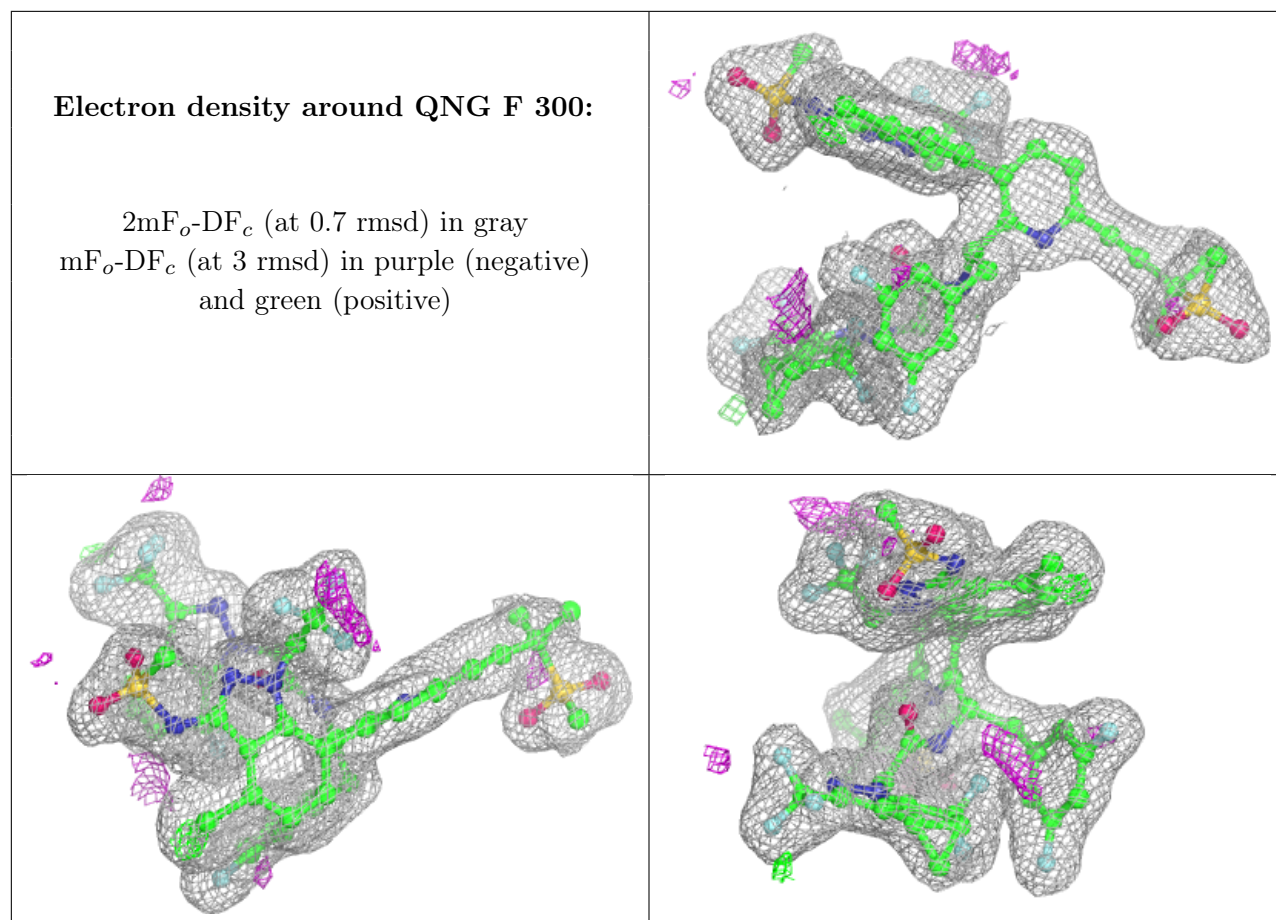 Electron density around QNG F 300:
2mFo-DFc (at 0.7 rmsd) in gray
mFo-DFc (at 3 rmsd) in purple (negative)
and green (positive)